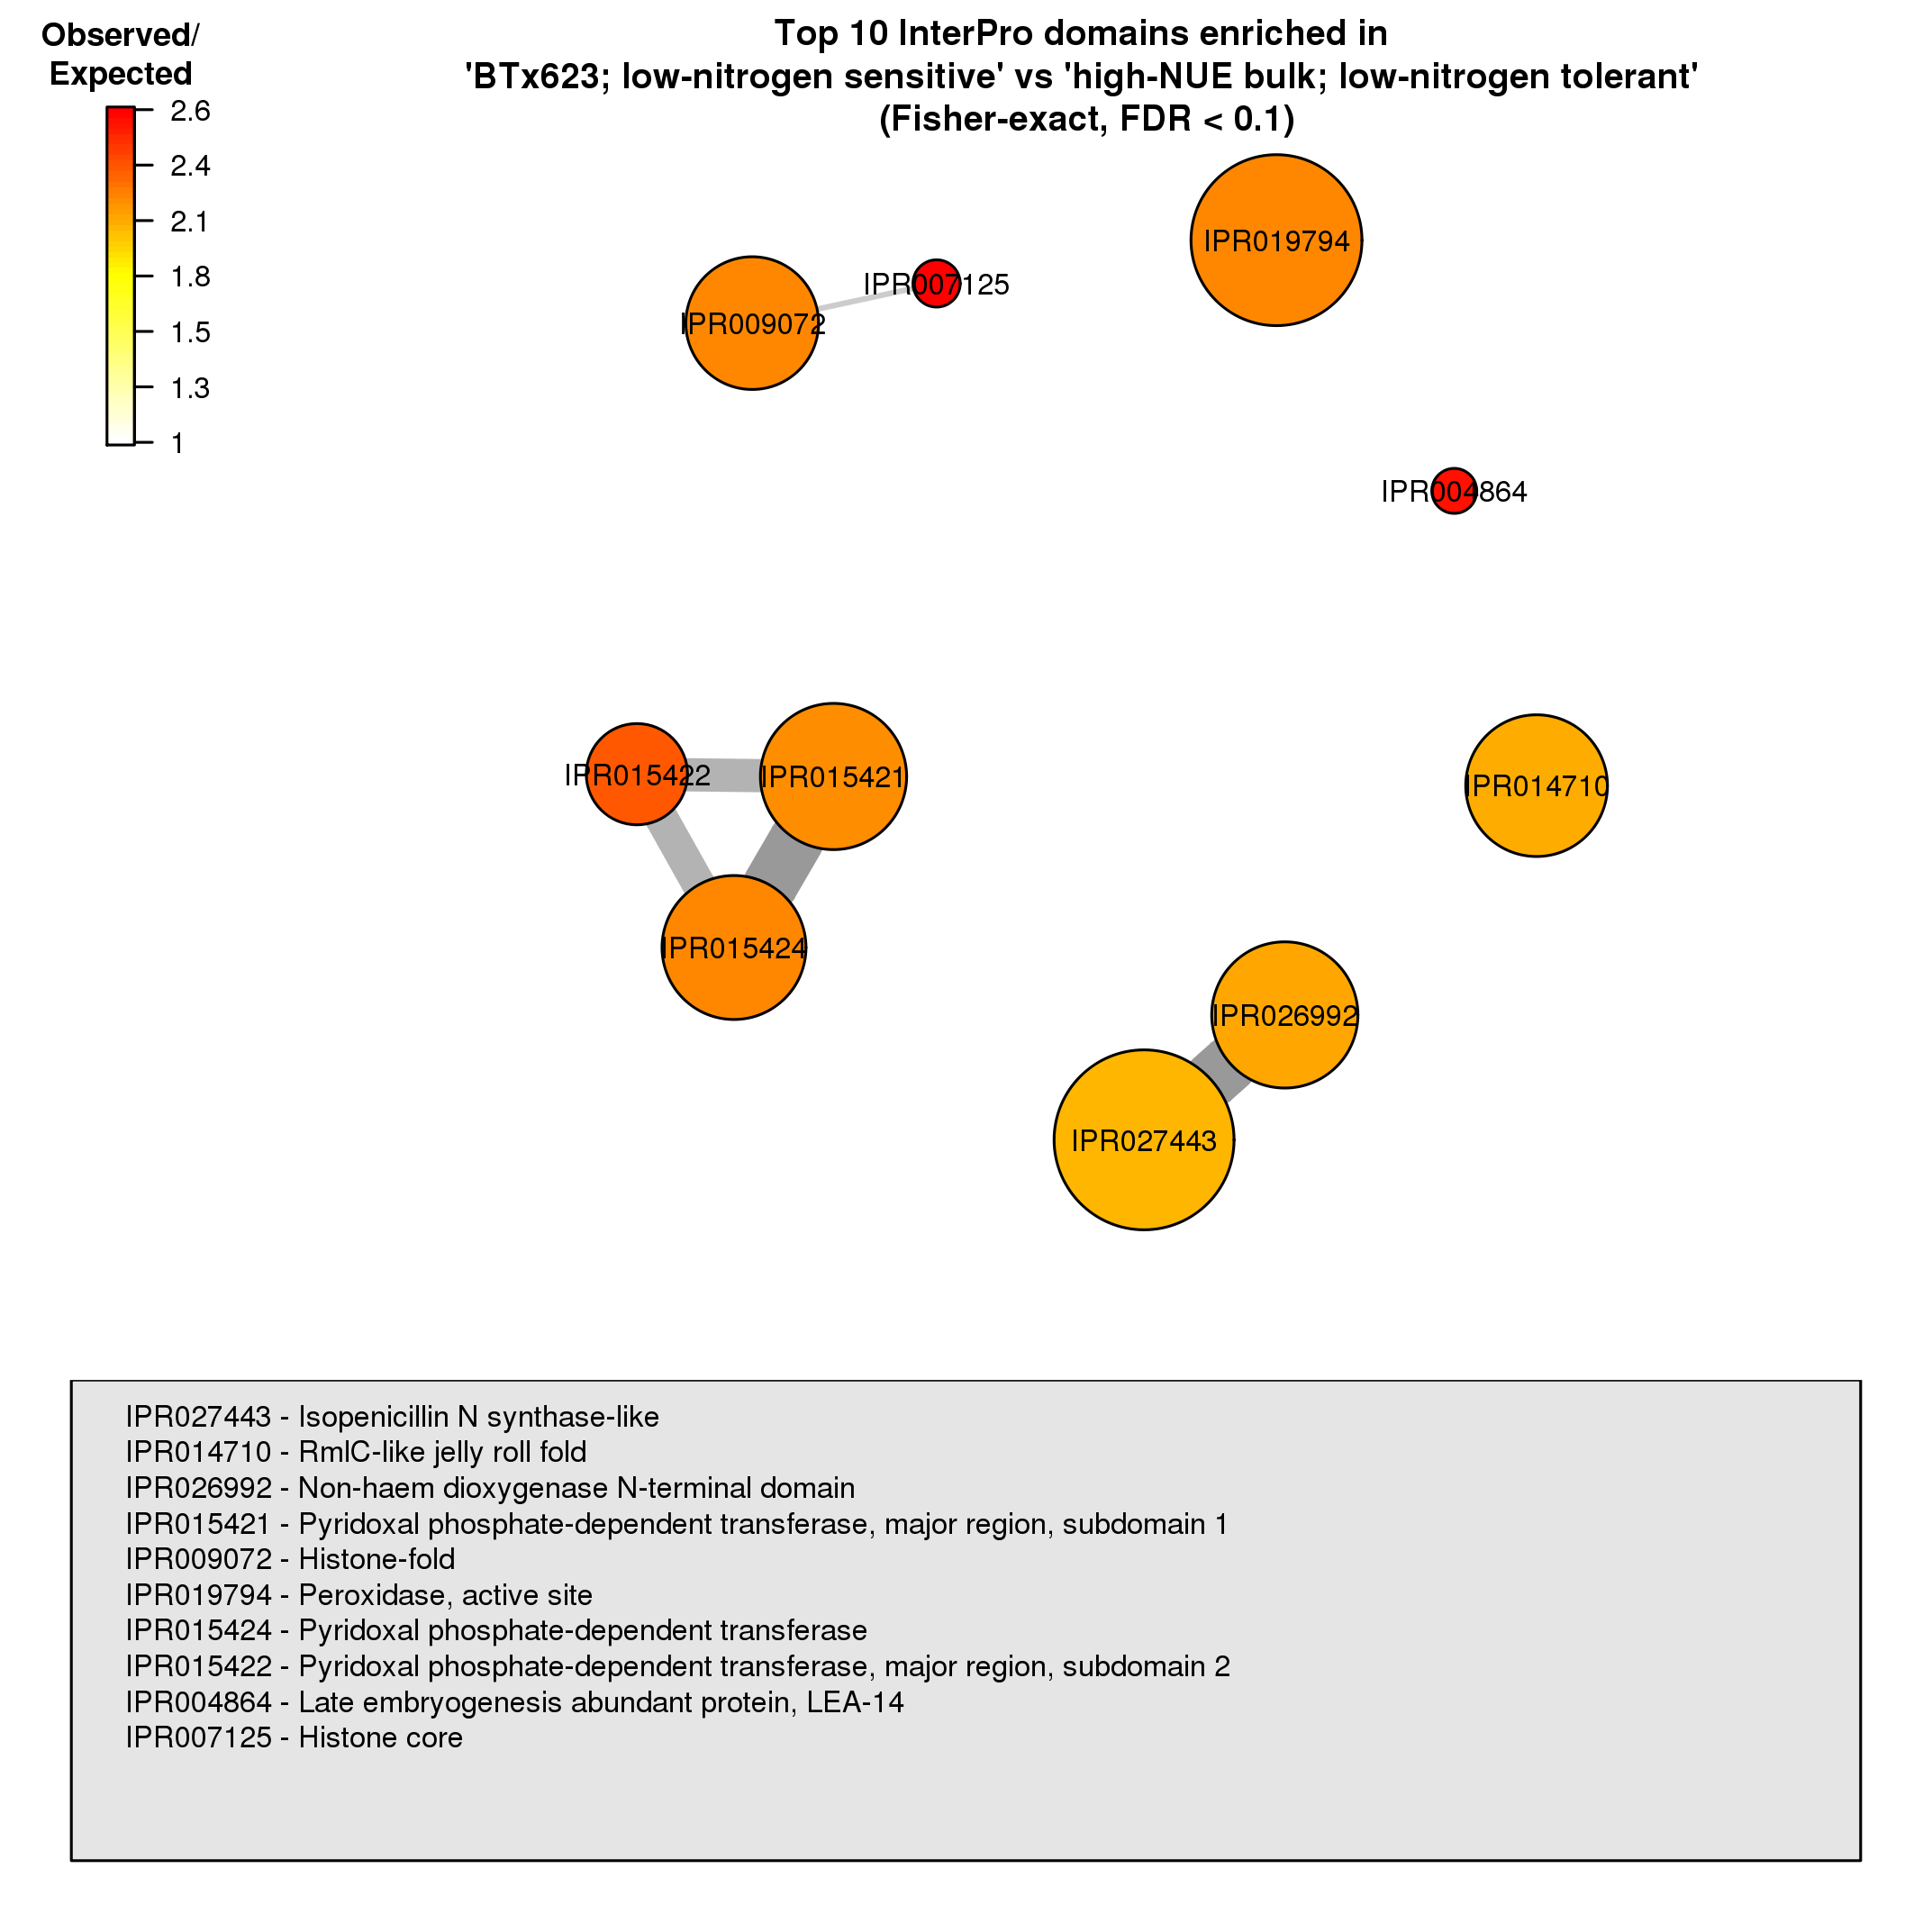 Observed/
Expected
2.6
2.4
2.1
1.8
1.5
1.3
1
Top 10 InterPro domains enriched in
'BTx623; low-nitrogen sensitive' vs 'high-NUE bulk; low-nitrogen tolerant'
(Fisher-exact, FDR < 0.1)
IPR019794
IPR007125
IPR009072
IPR004864
IPR015422
IPR015421
IPR014710
IPR015424
IPR026992
IPR027443
IPR027443 - Isopenicillin N synthase-like
IPR014710 - RmlC-like jelly roll fold
IPR026992 - Non-haem dioxygenase N-terminal domain
IPR015421 - Pyridoxal phosphate-dependent transferase, major region, subdomain 1
IPR009072 - Histone-fold
IPR019794 - Peroxidase, active site
IPR015424 - Pyridoxal phosphate-dependent transferase
IPR015422 - Pyridoxal phosphate-dependent transferase, major region, subdomain 2
IPR004864 - Late embryogenesis abundant protein, LEA-14
IPR007125 - Histone core